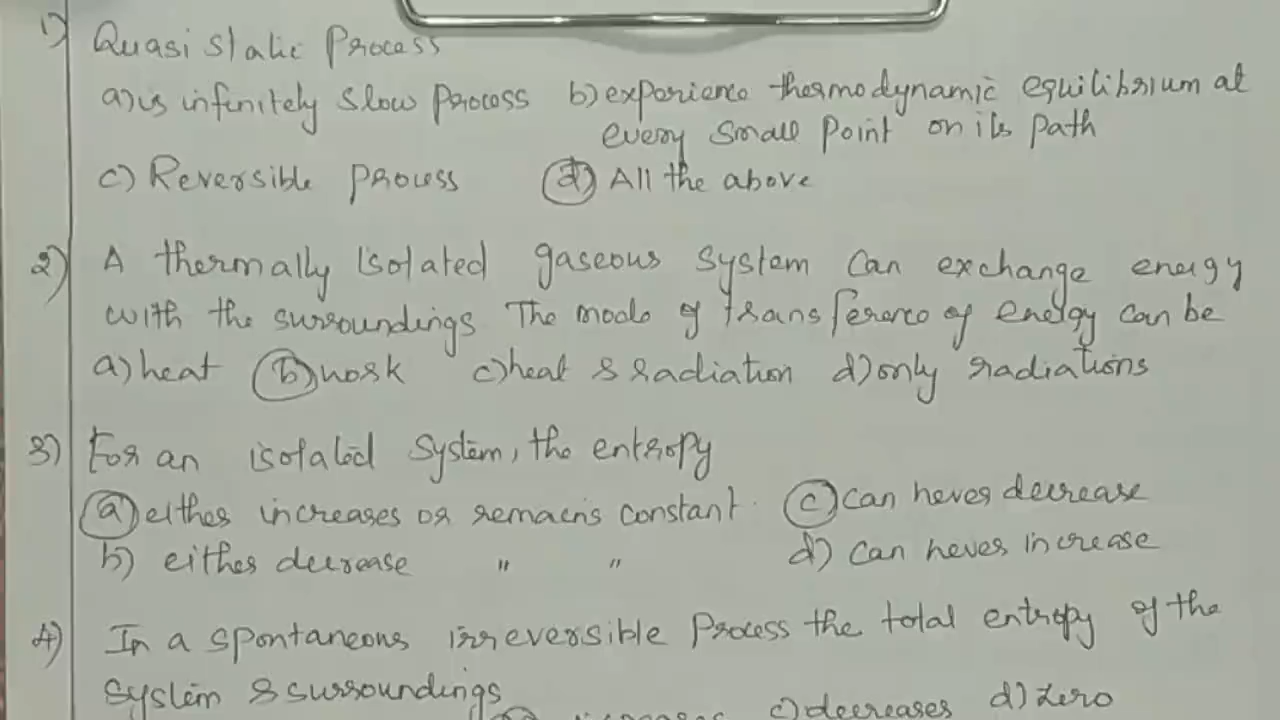 1) Quasi static Process
a) is infinitely slow process b) experience thermodynamic equilibrium at
every small point on its path
c) Reversible process d) All the above
2) A thermally isolated gaseous system can exchange energy
with the surroundings The mode of transference of energy can be
a) heat b) work c) heat & radiation d) only radiations
3) For an isolated system, the entropy
a) either increases or remains constant. c) can never decrease
b) either decrease " " d) can never increase
4) In a spontaneous irreversible process the total entropy of the
system & surroundings
increases c) decreases d) zero